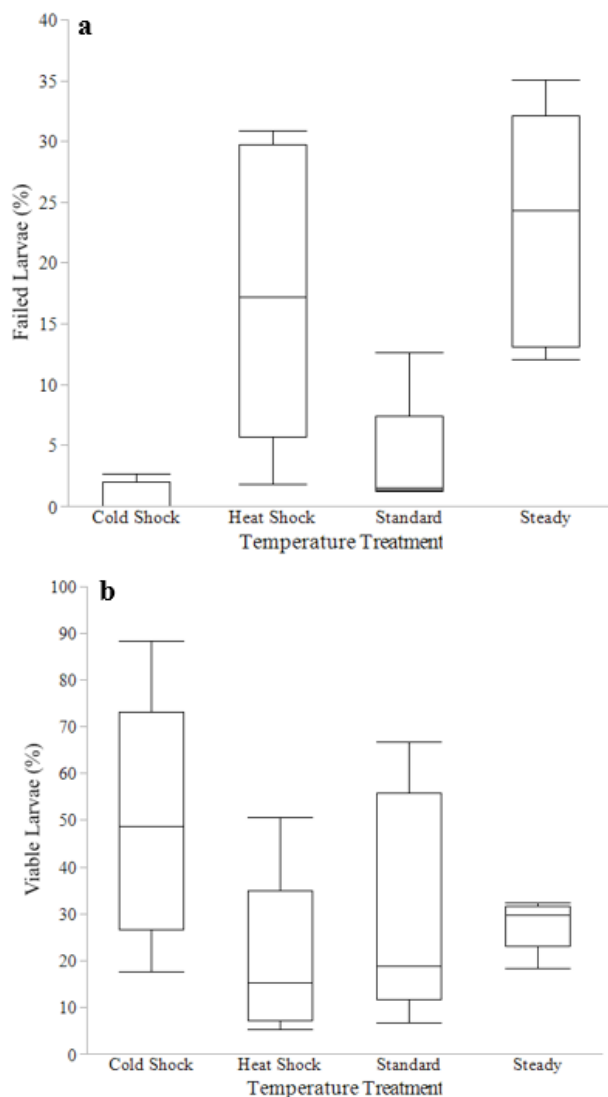 a
40
35
30
25
20
15
10
5
0
Failed Larvae (%)
Cold Shock Heat Shock Standard Steady
Temperature Treatment
b
100
90
80
70
60
50
40
30
20
10
0
Viable Larvae (%)
Cold Shock Heat Shock Standard Steady
Temperature Treatment